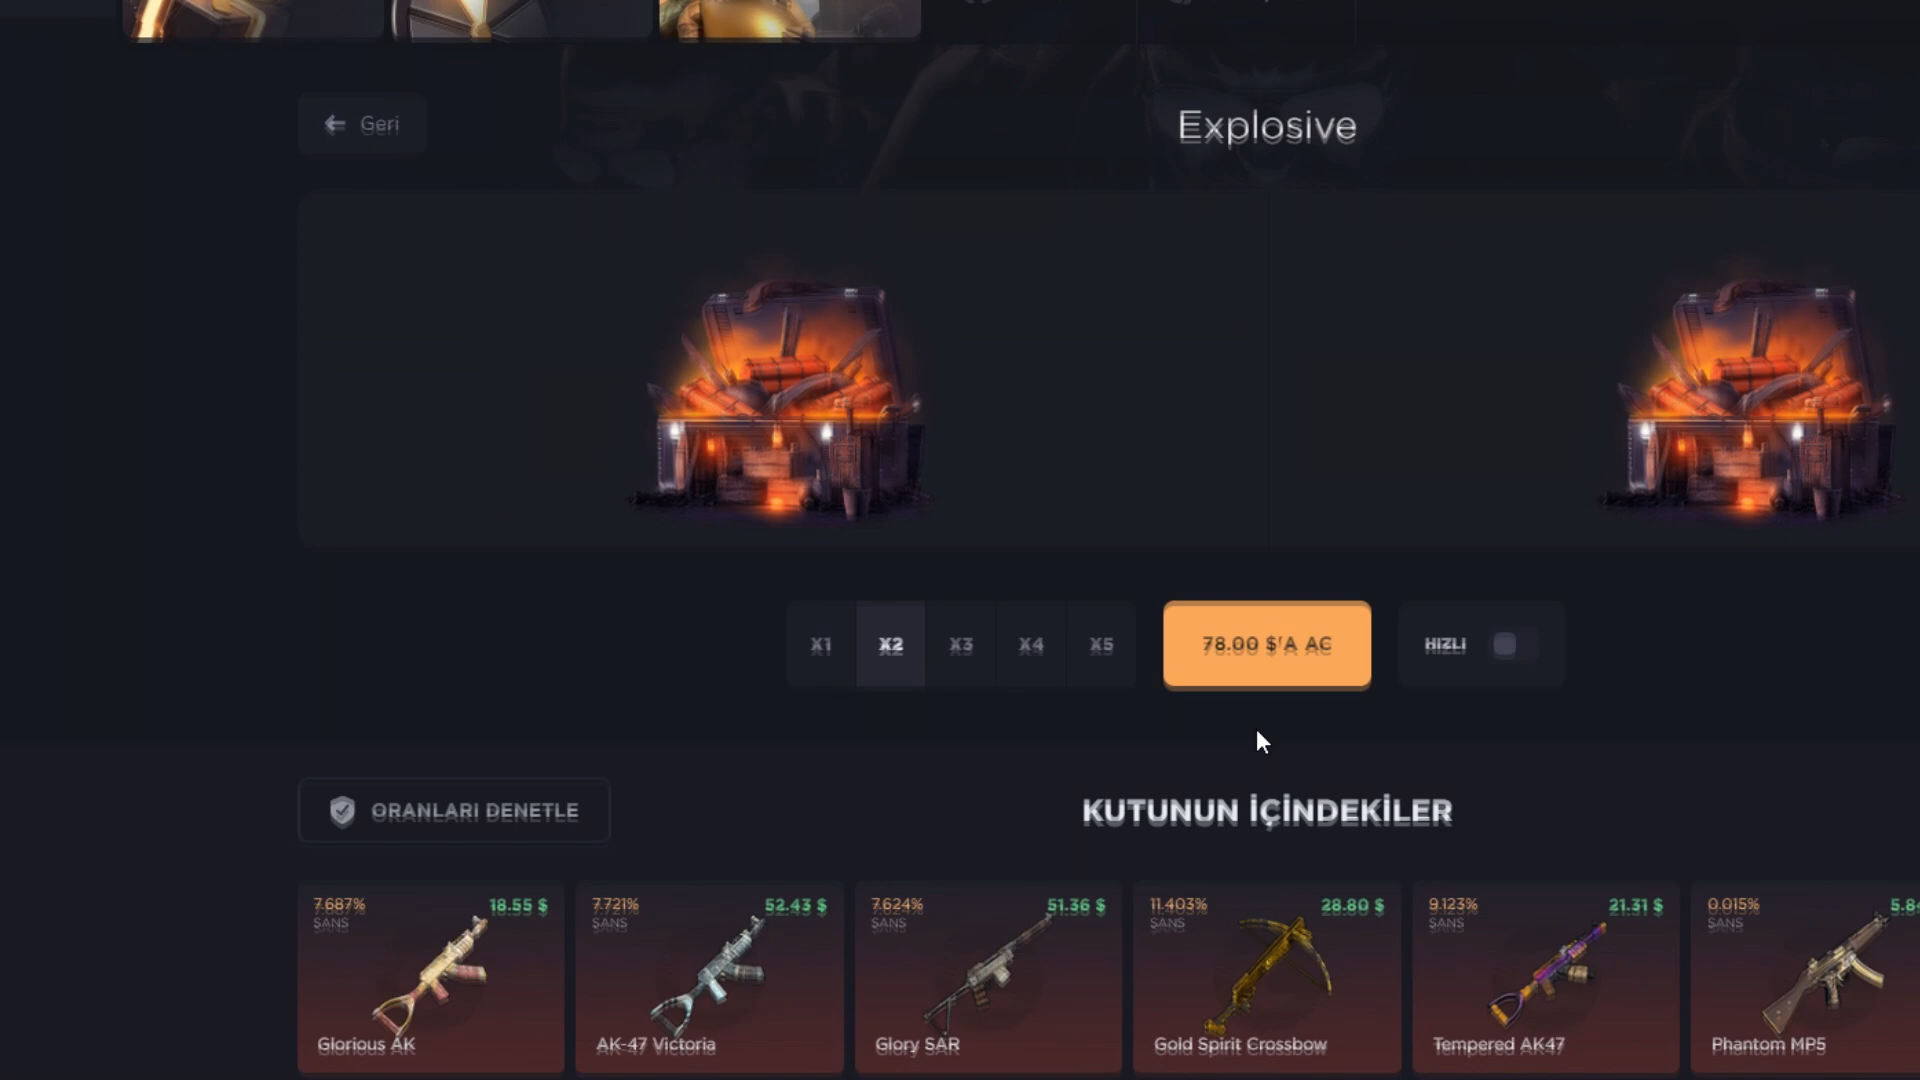 Geri
Explosive
X1
X2
X3
X4
X5
78.00 $'A AÇ
HIZLI
ORANLARI DENETLE
KUTUNUN İÇİNDEKİLER
7.687%
ŞANS
18.55 $
Glorious AK
7.721%
ŞANS
52.43 $
AK-47 Victoria
7.624%
ŞANS
51.36 $
Glory SAR
11.403%
ŞANS
28.80 $
Gold Spirit Crossbow
9.123%
ŞANS
21.31 $
Tempered AK47
0.015%
ŞANS
Phantom MP5